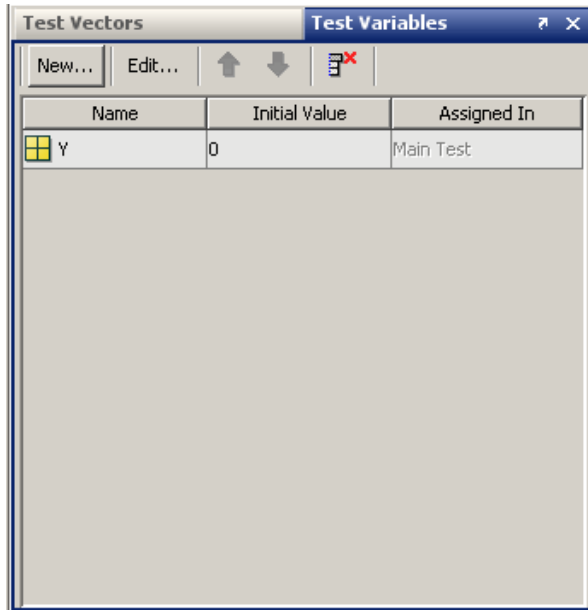 Test Vectors Test Variables
New... Edit...
Name Initial Value Assigned In
Y 0 Main Test